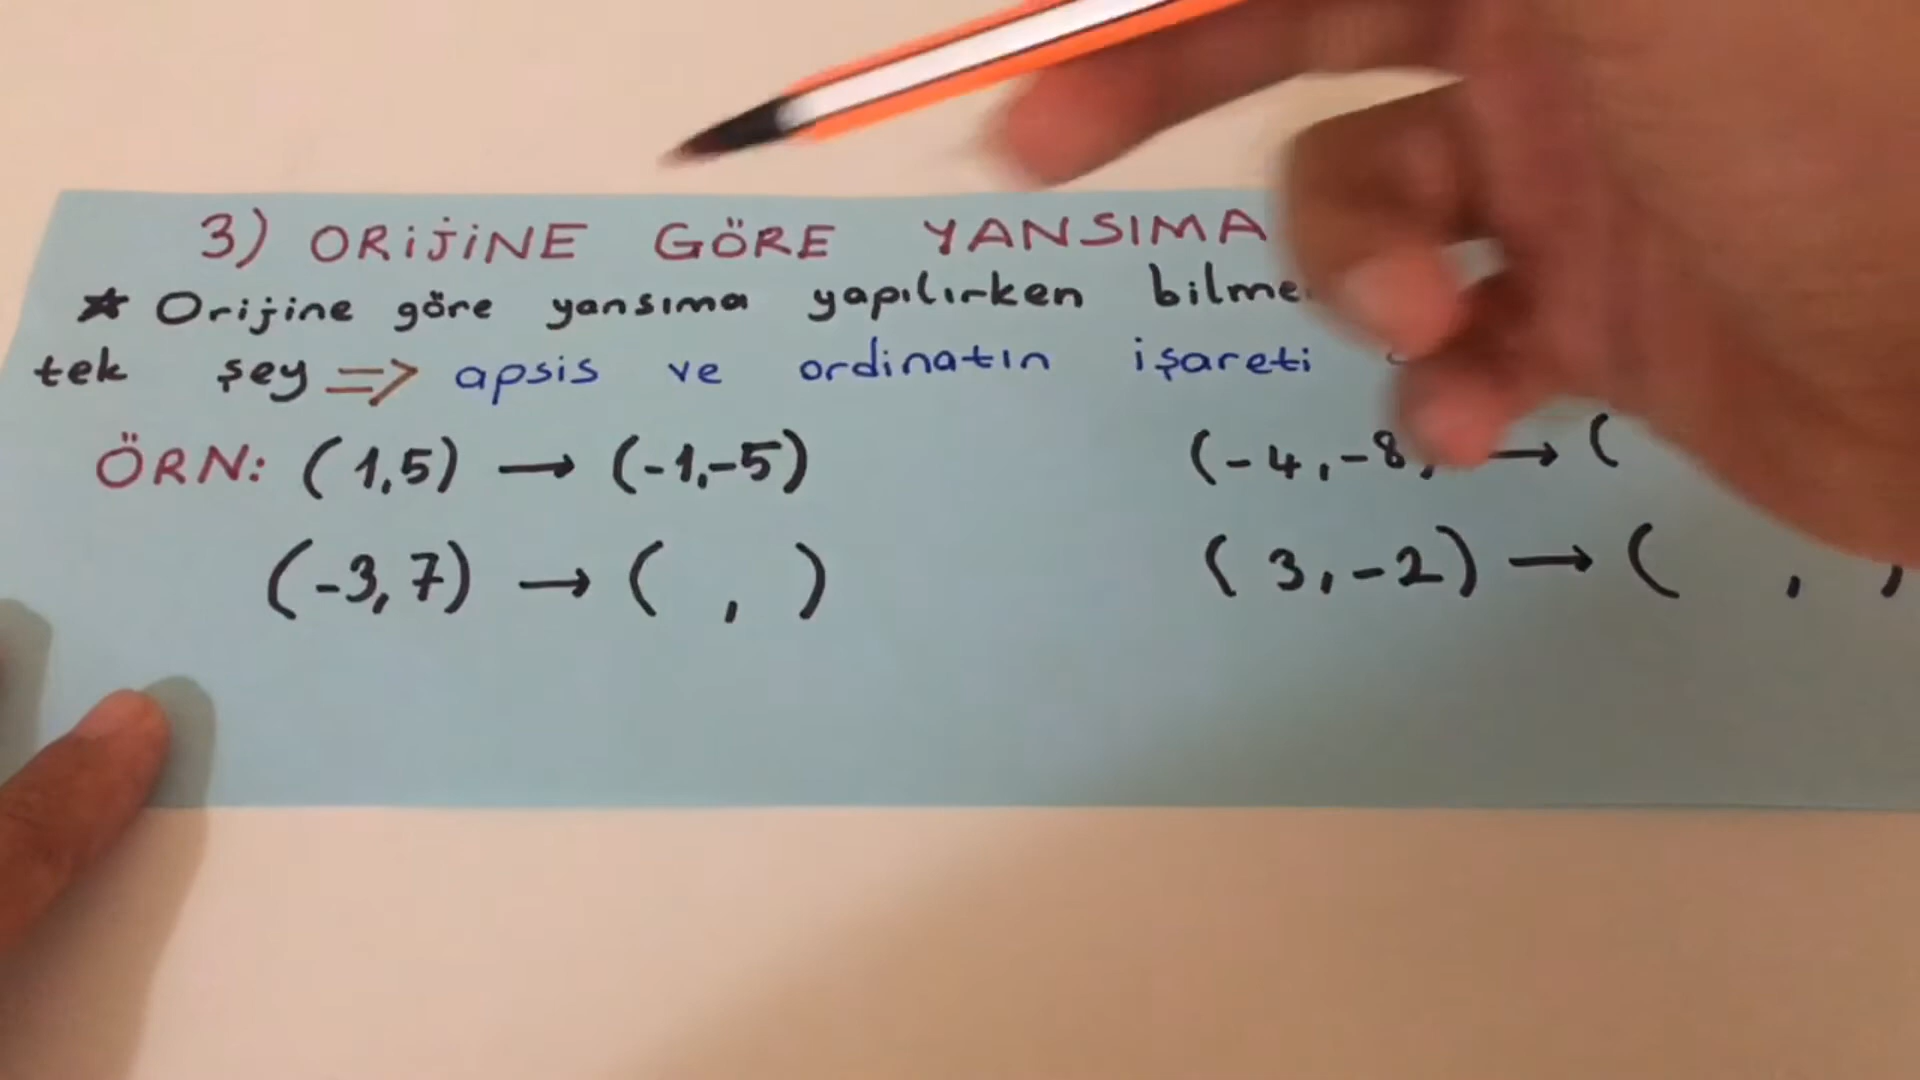 3) ORİJİNE GÖRE YANSIMA
★ Orijine göre yansıma yapılırken
tek şey => apsis ve ordinatın işareti
ÖRN: (1,5) → (-1,-5) (-4,-8) → (
(-3,7) → ( , ) (3,-2) → ( , )